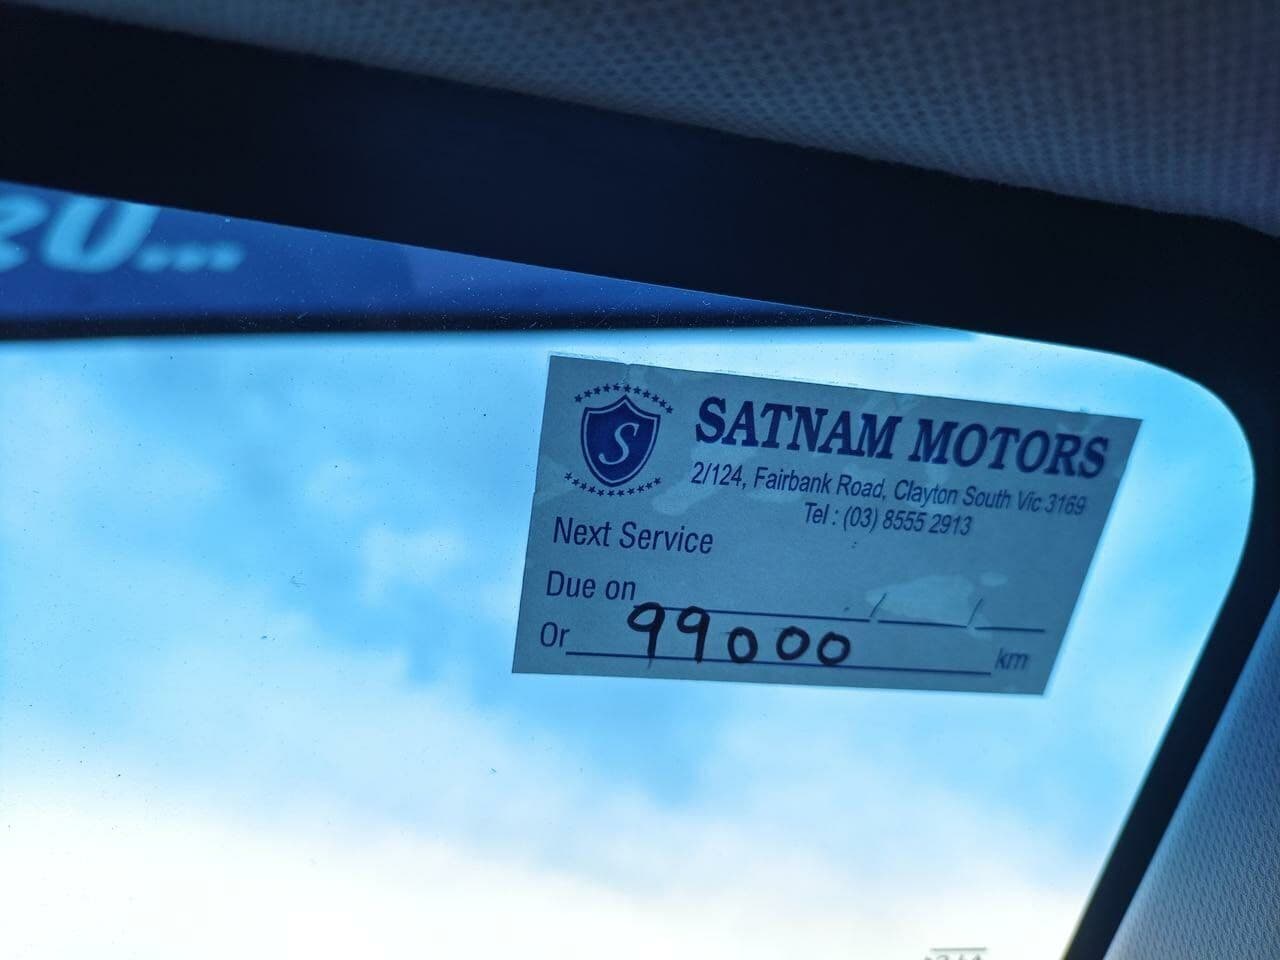 SATNAM MOTORS
2/124, Fairbank Road, Clayton South Vic 3169
Tel : (03) 8555 2913
S
Next Service
Due on / /
Or 99000 km